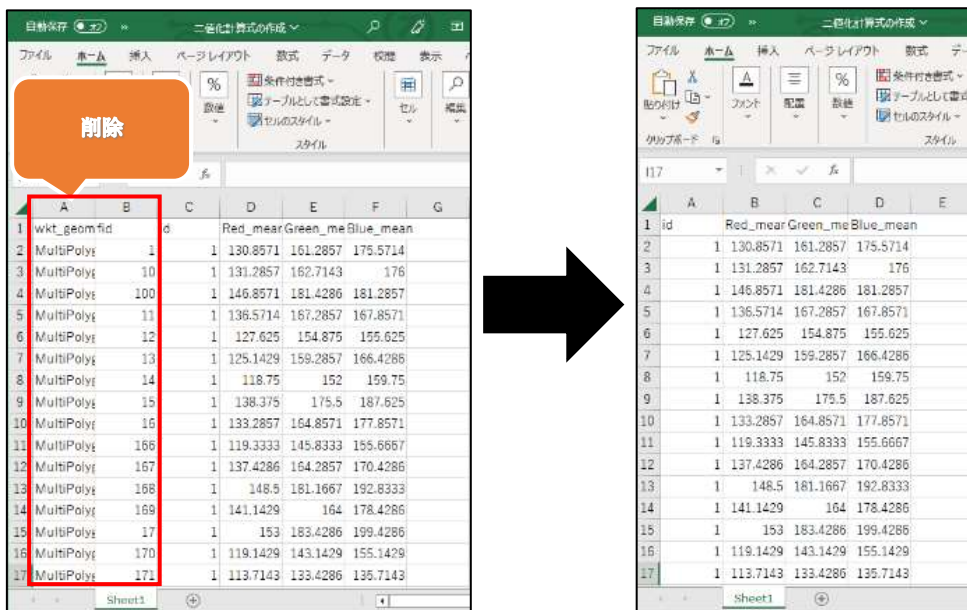 自動保存 オフ » 二値化計算式の作成
ファイル ホーム 挿入 ページレイアウト 数式 データ 校閲 表示
% 数値
条件付き書式
テーブルとして書式設定
セルのスタイル
スタイル
セル
編集
削除
fx
A B C D E F G
1 wkt_geom fid id Red_mear Green_me Blue_mean
2 MultiPolyg 1 1 130.8571 161.2857 175.5714
3 MultiPolyg 10 1 131.2857 162.7143 176
4 MultiPolyg 100 1 146.8571 181.4286 181.2857
5 MultiPolyg 11 1 136.5714 167.2857 167.8571
6 MultiPolyg 12 1 127.625 154.875 155.625
7 MultiPolyg 13 1 125.1429 159.2857 166.4286
8 MultiPolyg 14 1 118.75 152 159.75
9 MultiPolyg 15 1 138.375 175.5 187.625
10 MultiPolyg 16 1 133.2857 164.8571 177.8571
11 MultiPolyg 166 1 119.3333 145.8333 155.6667
12 MultiPolyg 167 1 137.4286 164.2857 170.4286
13 MultiPolyg 168 1 148.5 181.1667 192.8333
14 MultiPolyg 169 1 141.1429 164 178.4286
15 MultiPolyg 17 1 153 183.4286 199.4286
16 MultiPolyg 170 1 119.1429 143.1429 155.1429
17 MultiPolyg 171 1 113.7143 133.4286 135.7143
Sheet1
自動保存 オフ » 二値化計算式の作成
ファイル ホーム 挿入 ページレイアウト 数式 デー
貼り付け
クリップボード
フォント
配置
% 数値
条件付き書式
テーブルとして書式
セルのスタイル
スタイル
I17 fx
A B C D E
1 id Red_mear Green_me Blue_mean
2 1 130.8571 161.2857 175.5714
3 1 131.2857 162.7143 176
4 1 146.8571 181.4286 181.2857
5 1 136.5714 167.2857 167.8571
6 1 127.625 154.875 155.625
7 1 125.1429 159.2857 166.4286
8 1 118.75 152 159.75
9 1 138.375 175.5 187.625
10 1 133.2857 164.8571 177.8571
11 1 119.3333 145.8333 155.6667
12 1 137.4286 164.2857 170.4286
13 1 148.5 181.1667 192.8333
14 1 141.1429 164 178.4286
15 1 153 183.4286 199.4286
16 1 119.1429 143.1429 155.1429
17 1 113.7143 133.4286 135.7143
Sheet1